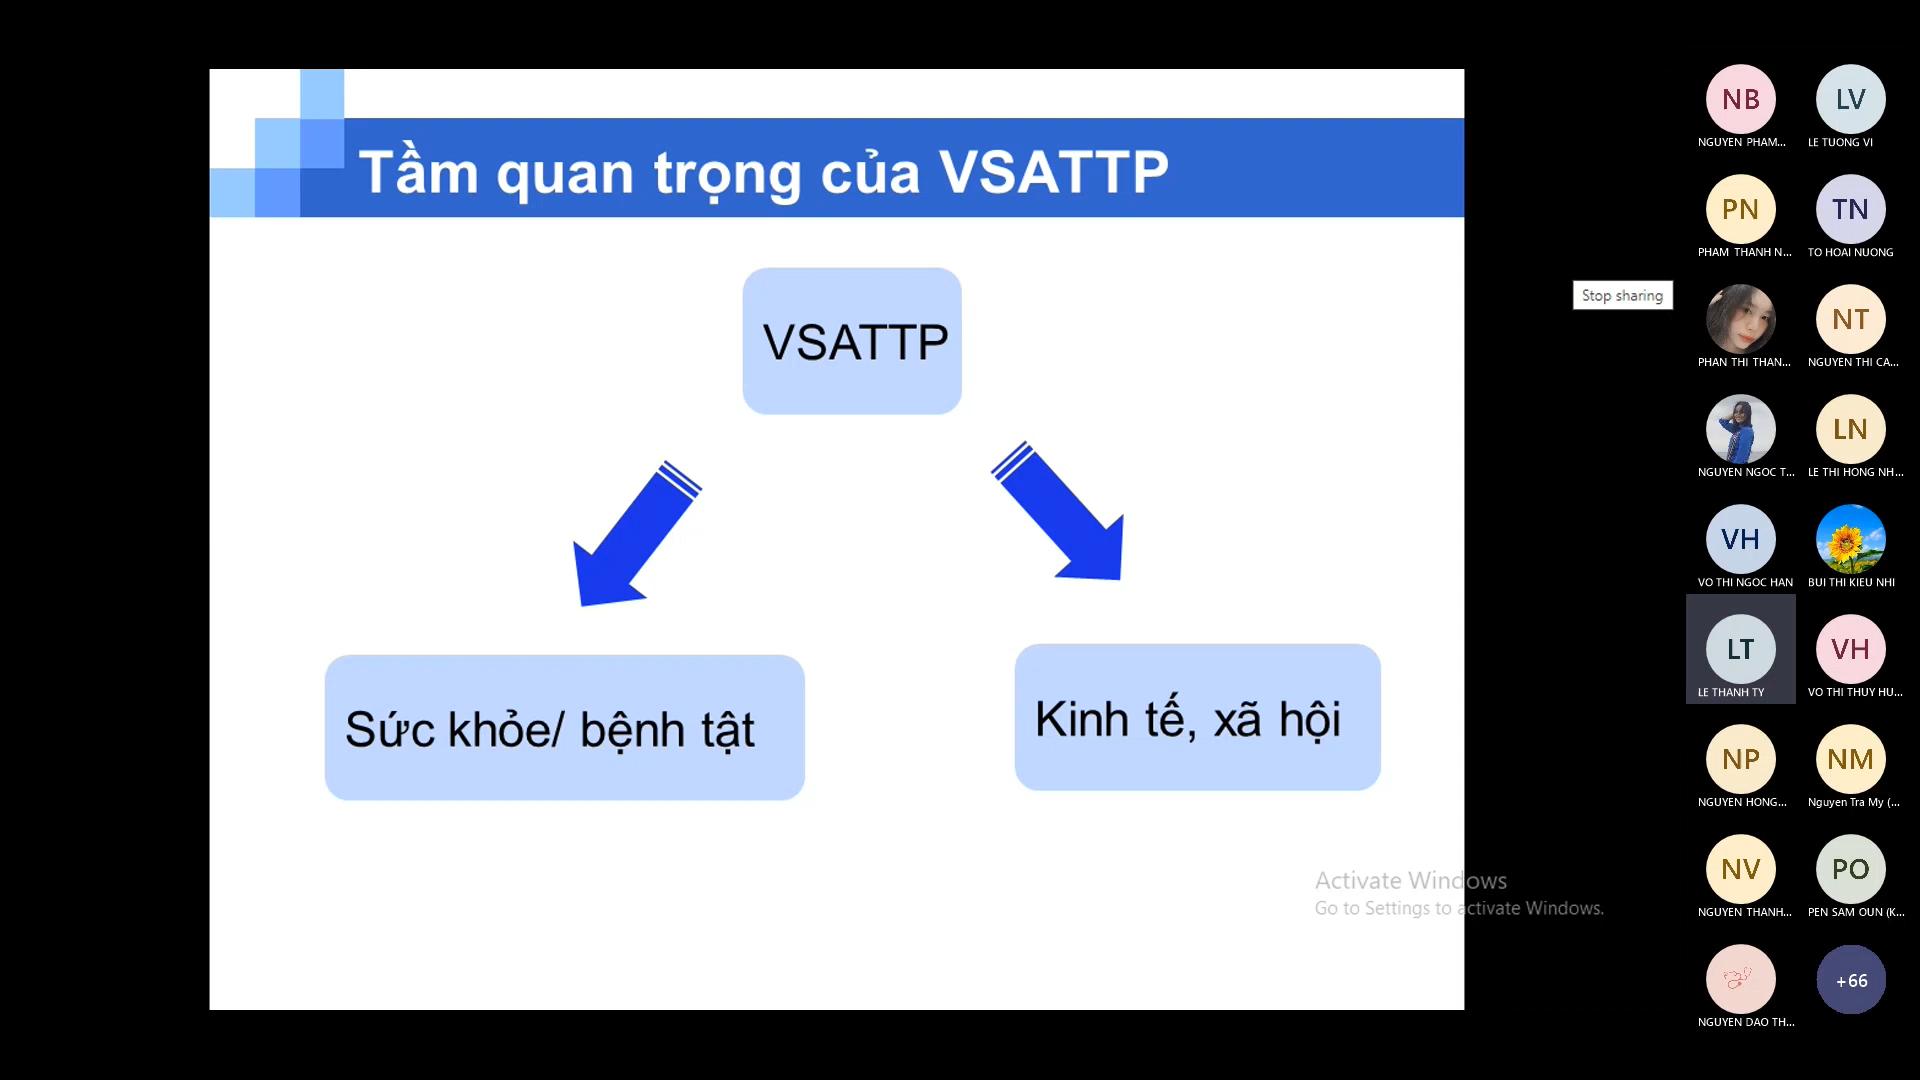 Tầm quan trọng của VSATTP
VSATTP
Sức khỏe/ bệnh tật
Kinh tế, xã hội
Activate Windows
Go to Settings to activate Windows.
Stop sharing
NB
NGUYEN PHAM...
LV
LE TUONG VI
PN
PHAM THANH N...
TN
TO HOAI NUONG
PHAN THI THAN...
NT
NGUYEN THI CA...
NGUYEN NGOC T...
LN
LE THI HONG NH...
VH
VO THI NGOC HAN
BUI THI KIEU NHI
LT
LE THANH TY
VH
VO THI THUY HU...
NP
NGUYEN HONG...
NM
Nguyen Tra My (...
NV
NGUYEN THANH...
PO
PEN SAM OUN (K...
NGUYEN DAO TH...
+66